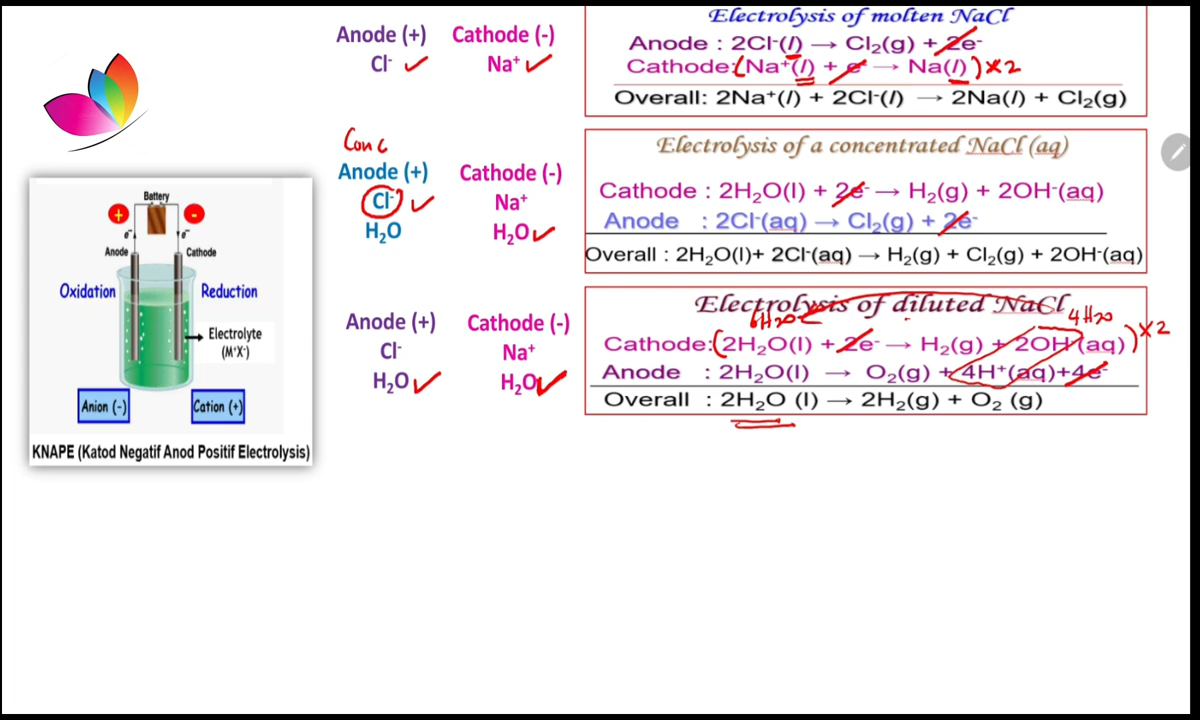 Anode (+) Cathode (-)
Cl⁻ ✓ Na⁺ ✓
Electrolysis of molten NaCl
Anode : 2Cl⁻(l) → Cl₂(g) + 2e⁻
Cathode:(Na⁺(l) + e⁻ → Na(l))×2
Overall: 2Na⁺(l) + 2Cl⁻(l) → 2Na(l) + Cl₂(g)
Conc
Anode (+) Cathode (-)
Cl⁻ ✓ Na⁺
H₂O H₂O ✓
Electrolysis of a concentrated NaCl (aq)
Cathode : 2H₂O(l) + 2e⁻ → H₂(g) + 2OH⁻(aq)
Anode : 2Cl⁻(aq) → Cl₂(g) + 2e⁻
Overall : 2H₂O(l)+ 2Cl⁻(aq) → H₂(g) + Cl₂(g) + 2OH⁻(aq)
Anode (+) Cathode (-)
Cl⁻ Na⁺
H₂O ✓ H₂O ✓
Electrolysis of diluted NaCl
6H₂O 4H₂O
Cathode:(2H₂O(l) + 2e⁻ → H₂(g) + 2OH⁻(aq))×2
Anode : 2H₂O(l) → O₂(g) + 4H⁺(aq)+4e⁻
Overall : 2H₂O (l) → 2H₂(g) + O₂ (g)
Battery
+ -
e⁻ e⁻
Anode Cathode
Oxidation Reduction
Electrolyte
(M⁺X⁻)
Anion (-) Cation (+)
KNAPE (Katod Negatif Anod Positif Electrolysis)